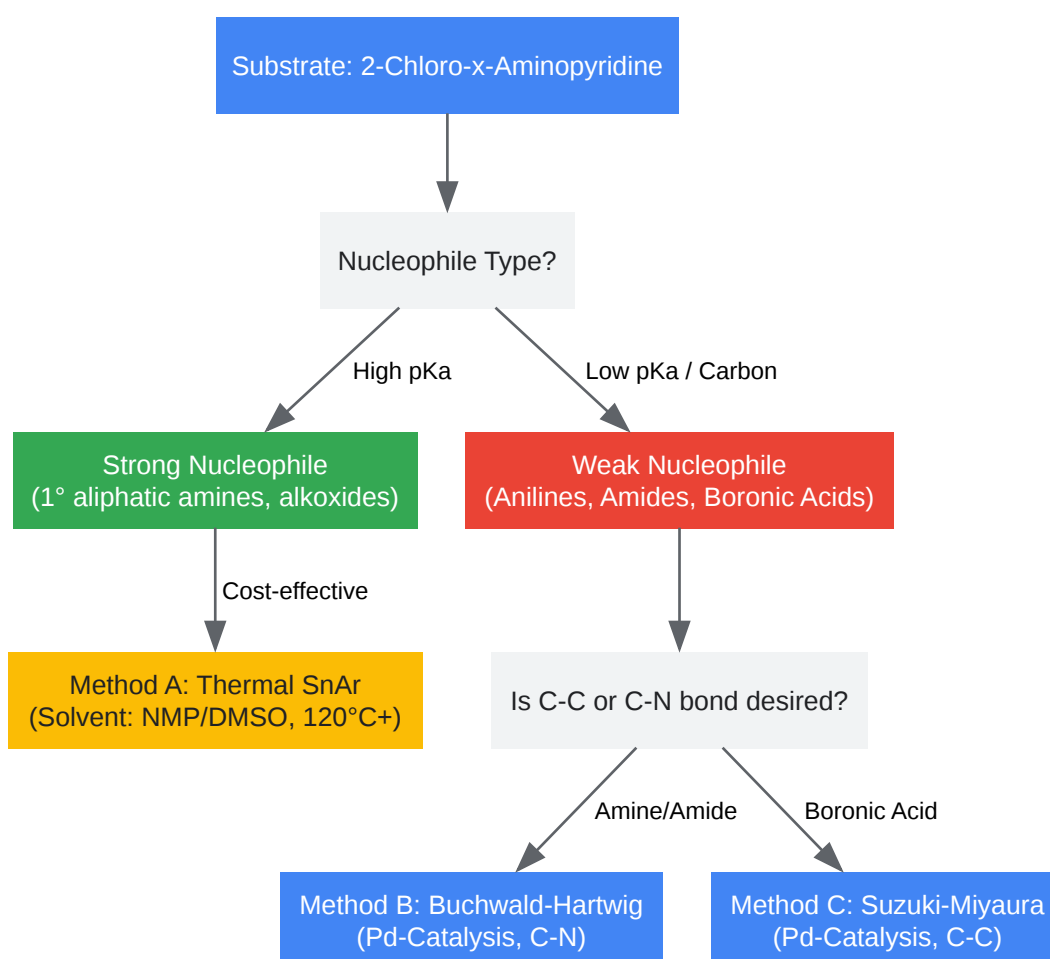 Substrate: 2-Chloro-x-Aminopyridine
Nucleophile Type?
High pKa
Low pKa / Carbon
Strong Nucleophile
(1° aliphatic amines, alkoxides)
Weak Nucleophile
(Anilines, Amides, Boronic Acids)
Cost-effective
Method A: Thermal SnAr
(Solvent: NMP/DMSO, 120°C+)
Is C-C or C-N bond desired?
Amine/Amide
Boronic Acid
Method B: Buchwald-Hartwig
(Pd-Catalysis, C-N)
Method C: Suzuki-Miyaura
(Pd-Catalysis, C-C)